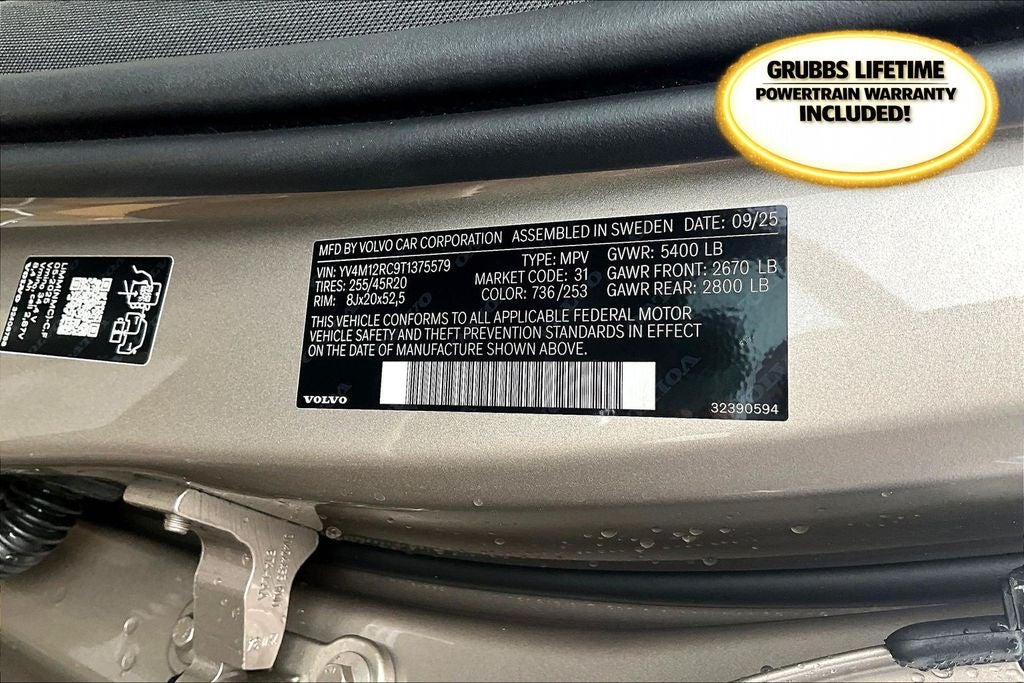 GRUBBS LIFETIME
POWERTRAIN WARRANTY
INCLUDED!
MFD BY VOLVO CAR CORPORATION ASSEMBLED IN SWEDEN DATE: 09/25
VIN: YV4M12RC9T1375579 TYPE: MPV GVWR: 5400 LB
TIRES: 255/45R20 MARKET CODE: 31 GAWR FRONT: 2670 LB
RIM: 8Jx20x52,5 COLOR: 736/253 GAWR REAR: 2800 LB
THIS VEHICLE CONFORMS TO ALL APPLICABLE FEDERAL MOTOR
VEHICLE SAFETY AND THEFT PREVENTION STANDARDS IN EFFECT
ON DATE OF MANUFACTURE SHOWN ABOVE.
VOLVO
32390594